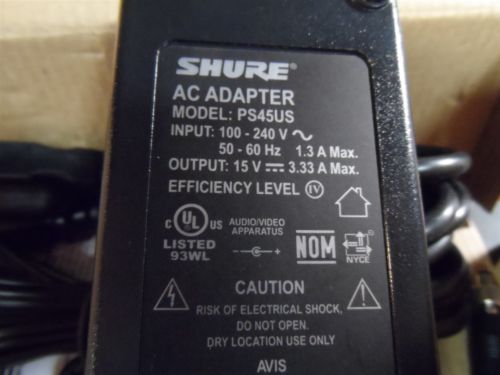 SHURE®
AC ADAPTER
MODEL: PS45US
INPUT: 100 - 240 V ~
50 - 60 Hz 1.3 A Max.
OUTPUT: 15 V ⎓ 3.33 A Max.
EFFICIENCY LEVEL IV
C UL US
LISTED
93WL
AUDIO/VIDEO
APPARATUS
- +
NOM
NYCE
CAUTION
RISK OF ELECTRICAL SHOCK,
DO NOT OPEN.
DRY LOCATION USE ONLY
AVIS